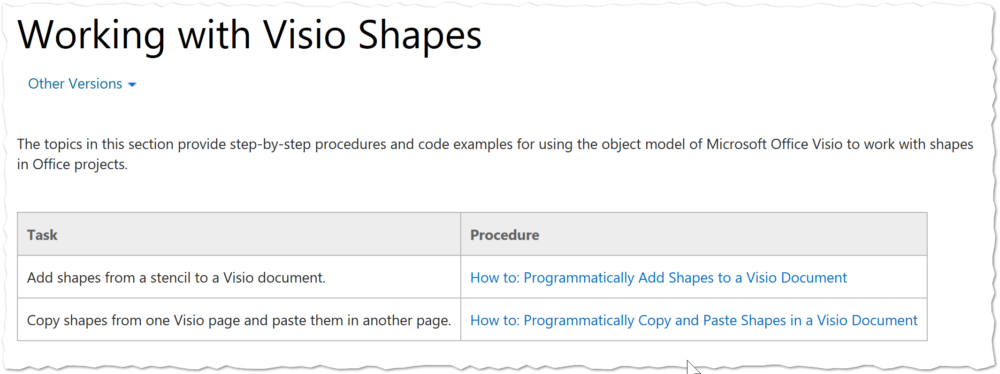 Working with Visio Shapes
Other Versions
The topics in this section provide step-by-step procedures and code examples for using the object model of Microsoft Office Visio to work with shapes
in Office projects.
Task
Procedure
Add shapes from a stencil to a Visio document.
How to: Programmatically Add Shapes to a Visio Document
Copy shapes from one Visio page and paste them in another page.
How to: Programmatically Copy and Paste Shapes in a Visio Document